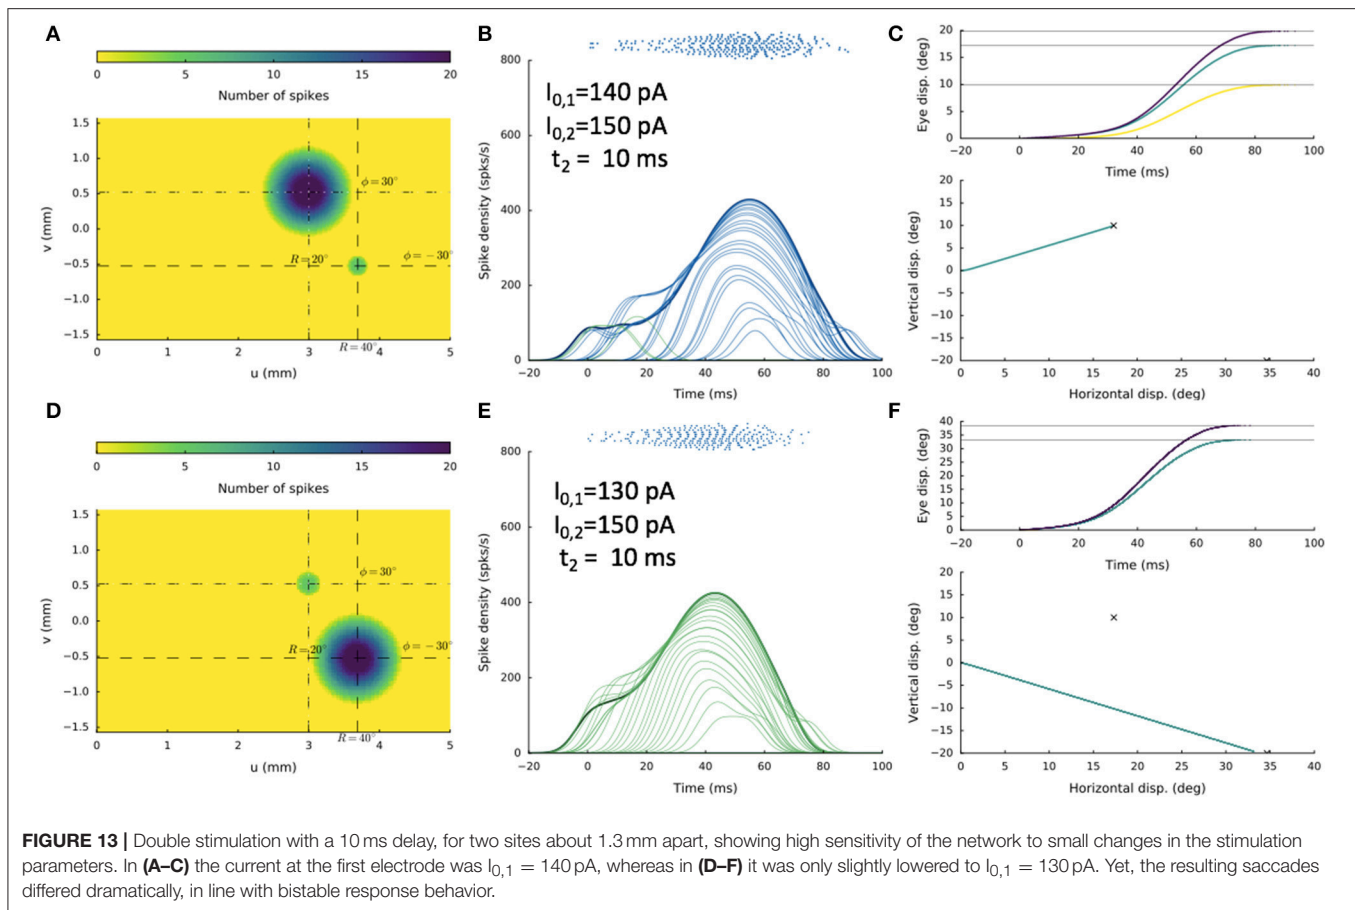 A
0 5 10 15 20
Number of spikes
1.5
1.0
0.5
0.0
−0.5
−1.0
−1.5
v (mm)
ϕ = 30°
R = 20°
ϕ = −30°
R = 40°
0 1 2 3 4 5
u (mm)
B
800
600
400
200
0
Spike density (spks/s)
I0,1=140 pA
I0,2=150 pA
t2 = 10 ms
−20 0 20 40 60 80 100
Time (ms)
C
20
15
10
5
0
Eye disp. (deg)
−20 0 20 40 60 80 100
Time (ms)
20
15
10
5
0
−5
−10
−15
−20
Vertical disp. (deg)
0 5 10 15 20 25 30 35 40
Horizontal disp. (deg)
D
0 5 10 15 20
Number of spikes
1.5
1.0
0.5
0.0
−0.5
−1.0
−1.5
v (mm)
ϕ = 30°
R = 20°
ϕ = −30°
R = 40°
0 1 2 3 4 5
u (mm)
E
800
600
400
200
0
Spike density (spks/s)
I0,1=130 pA
I0,2=150 pA
t2 = 10 ms
−20 0 20 40 60 80 100
Time (ms)
F
40
35
30
25
20
15
10
5
0
Eye disp. (deg)
−20 0 20 40 60 80 100
Time (ms)
20
15
10
5
0
−5
−10
−15
−20
Vertical disp. (deg)
0 5 10 15 20 25 30 35 40
Horizontal disp. (deg)
FIGURE 13 | Double stimulation with a 10 ms delay, for two sites about 1.3 mm apart, showing high sensitivity of the network to small changes in the stimulation
parameters. In (A–C) the current at the first electrode was I0,1 = 140 pA, whereas in (D–F) it was only slightly lowered to I0,1 = 130 pA. Yet, the resulting saccades
differed dramatically, in line with bistable response behavior.